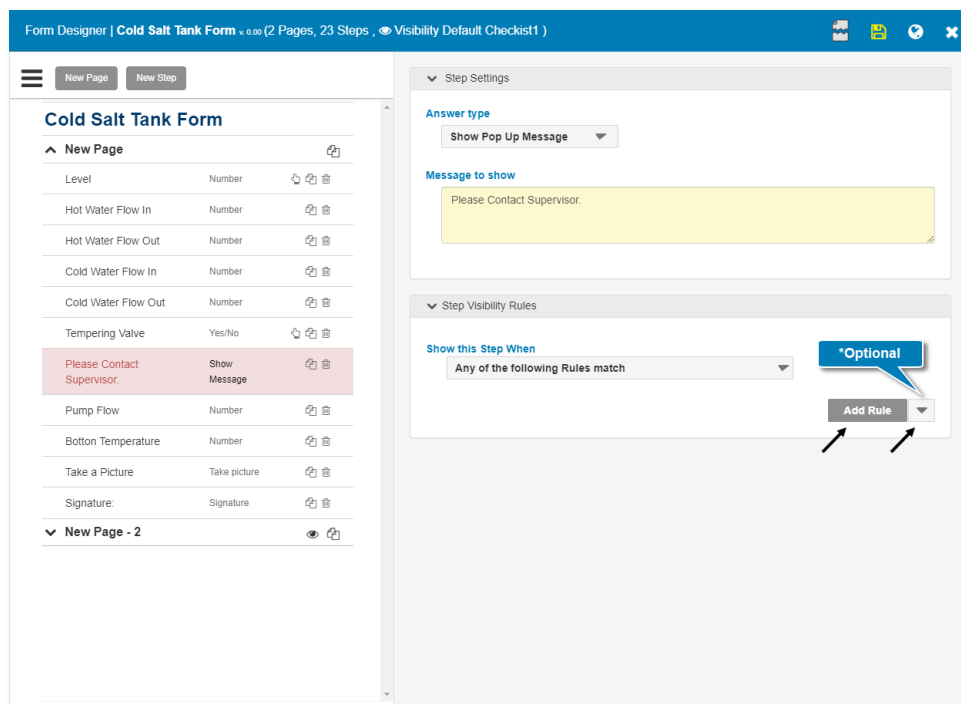 Form Designer | Cold Salt Tank Form v. 0.00 (2 Pages, 23 Steps , Visibility Default Checkist1 )
New Page New Step
Cold Salt Tank Form
New Page
Level Number
Hot Water Flow In Number
Hot Water Flow Out Number
Cold Water Flow In Number
Cold Water Flow Out Number
Tempering Valve Yes/No
Please Contact Supervisor. Show Message
Pump Flow Number
Botton Temperature Number
Take a Picture Take picture
Signature: Signature
New Page - 2
Step Settings
Answer type
Show Pop Up Message
Message to show
Please Contact Supervisor.
Step Visibility Rules
Show this Step When
Any of the following Rules match
*Optional
Add Rule